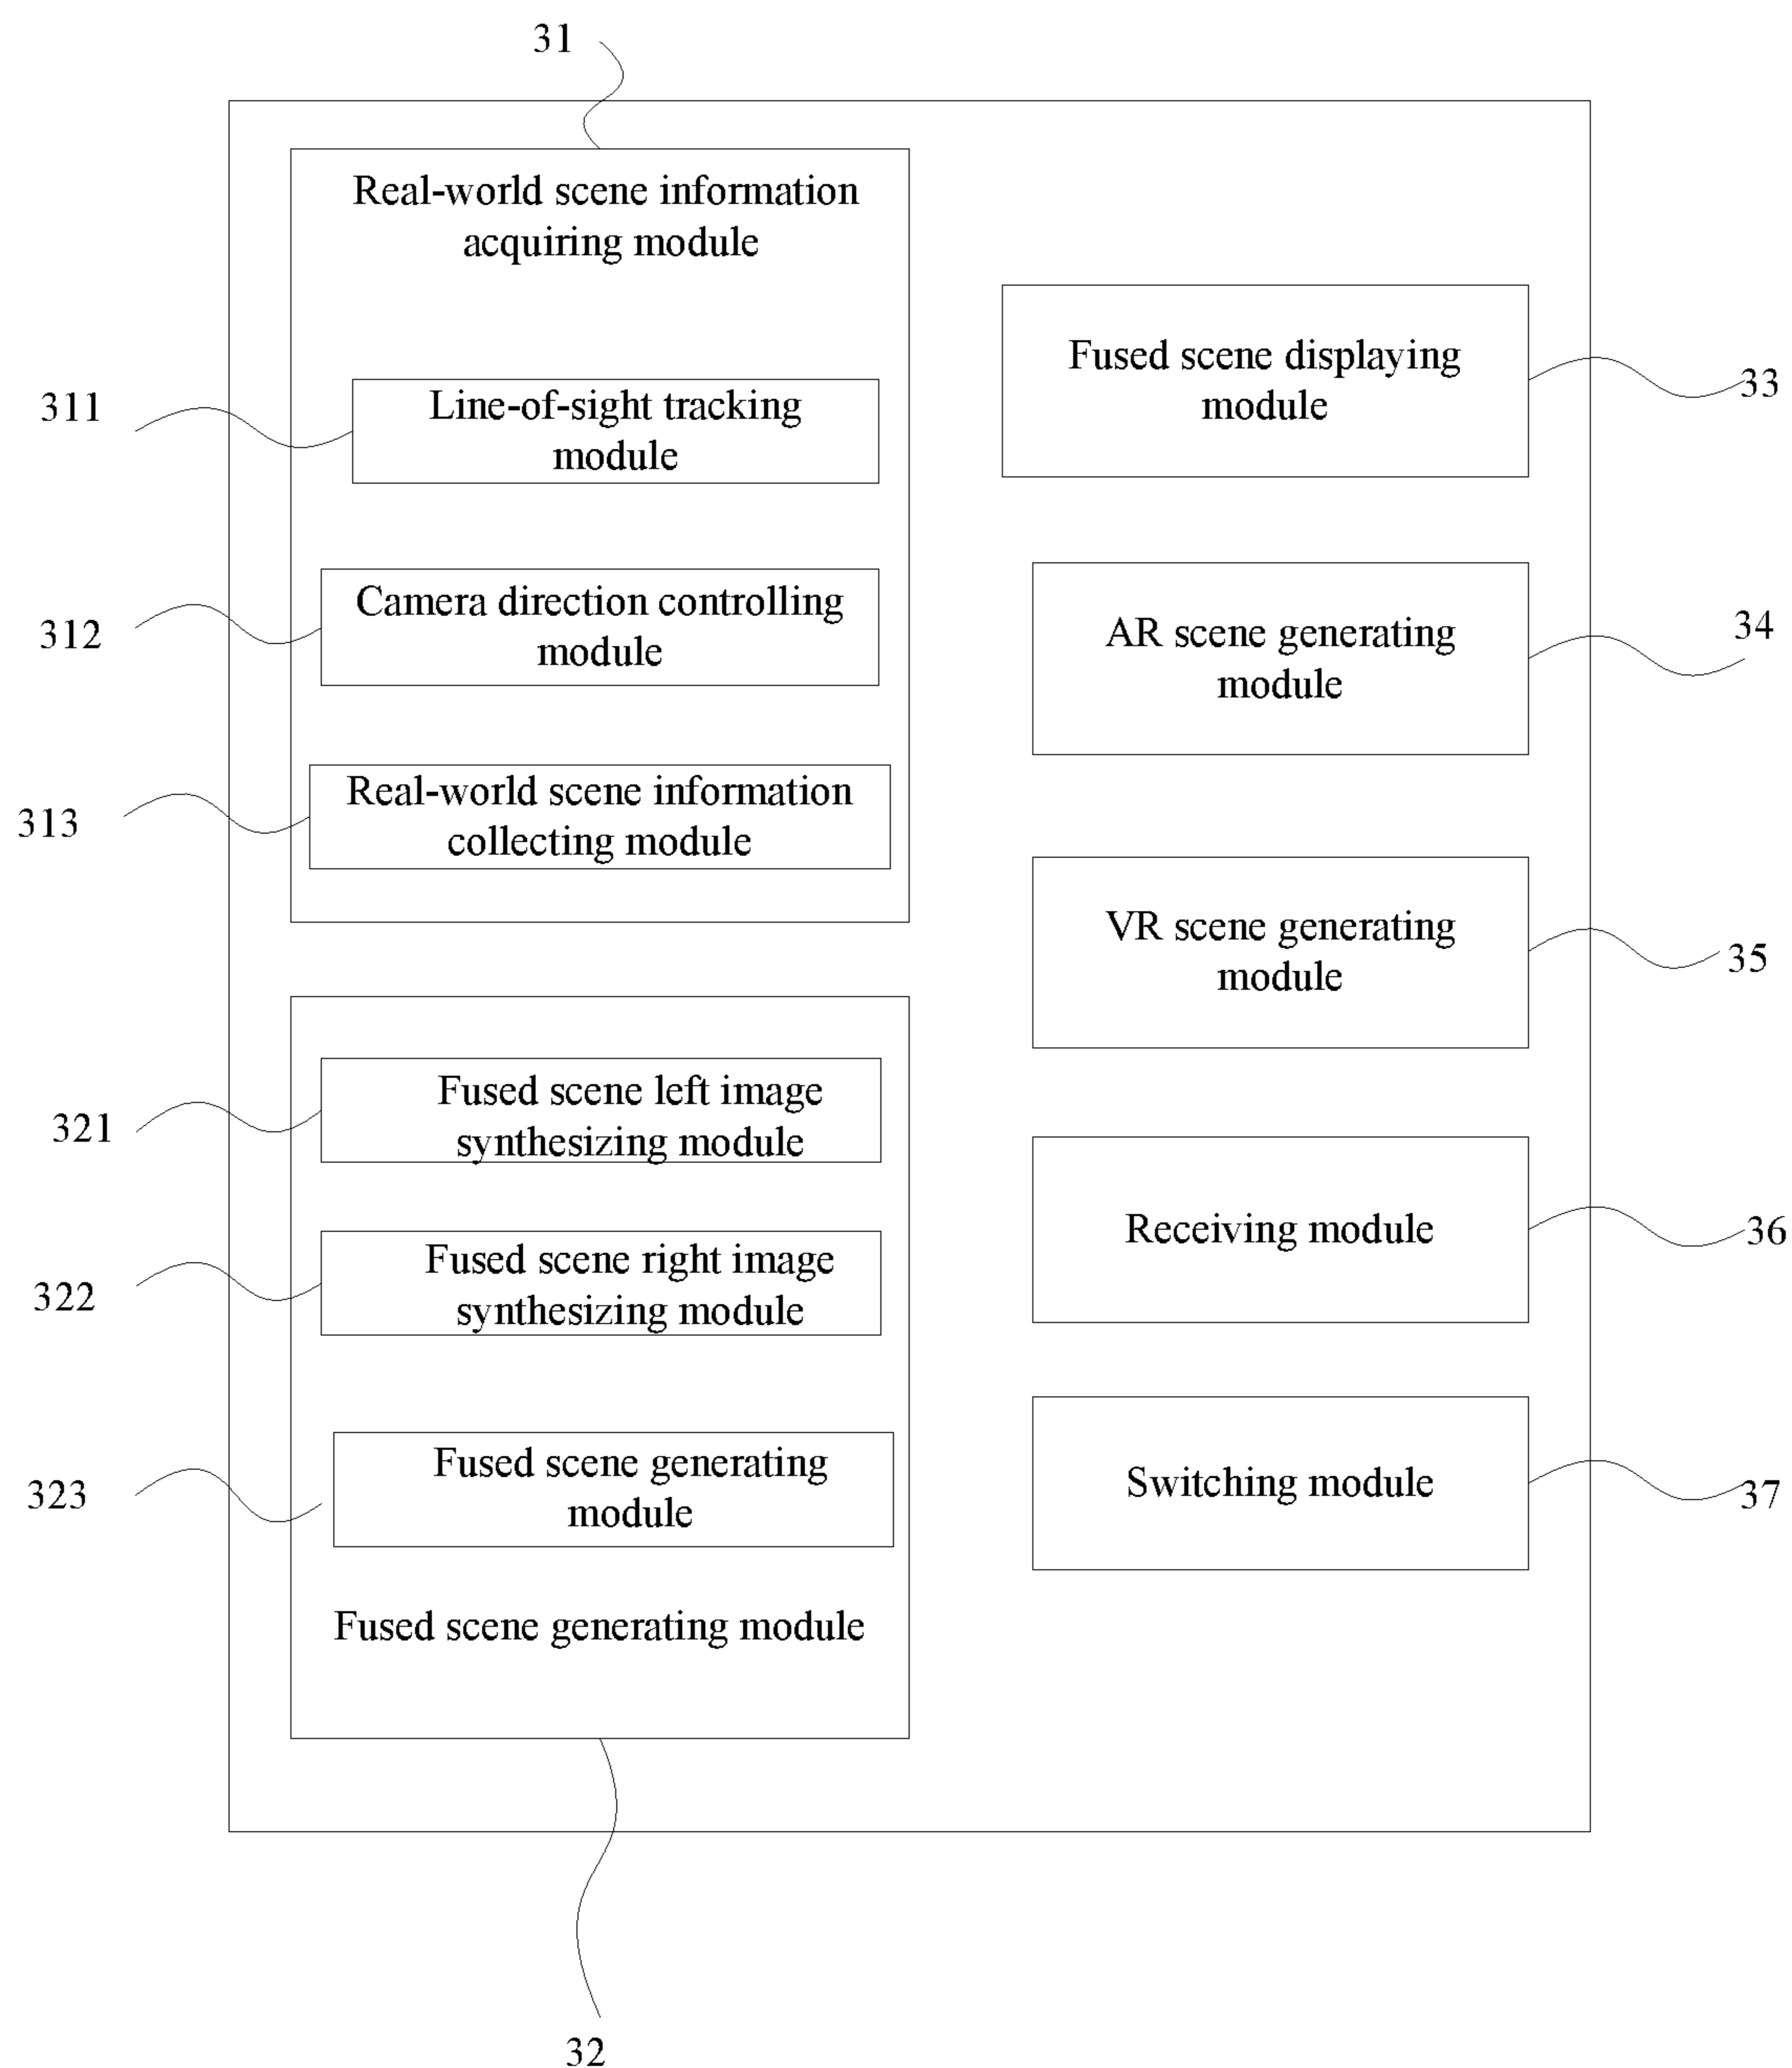 31
Real-world scene information
acquiring module
311
Line-of-sight tracking
module
312
Camera direction controlling
module
313
Real-world scene information
collecting module
321
Fused scene left image
synthesizing module
322
Fused scene right image
synthesizing module
323
Fused scene generating
module
Fused scene generating module
32
Fused scene displaying
module
33
AR scene generating
module
34
VR scene generating
module
35
Receiving module
36
Switching module
37